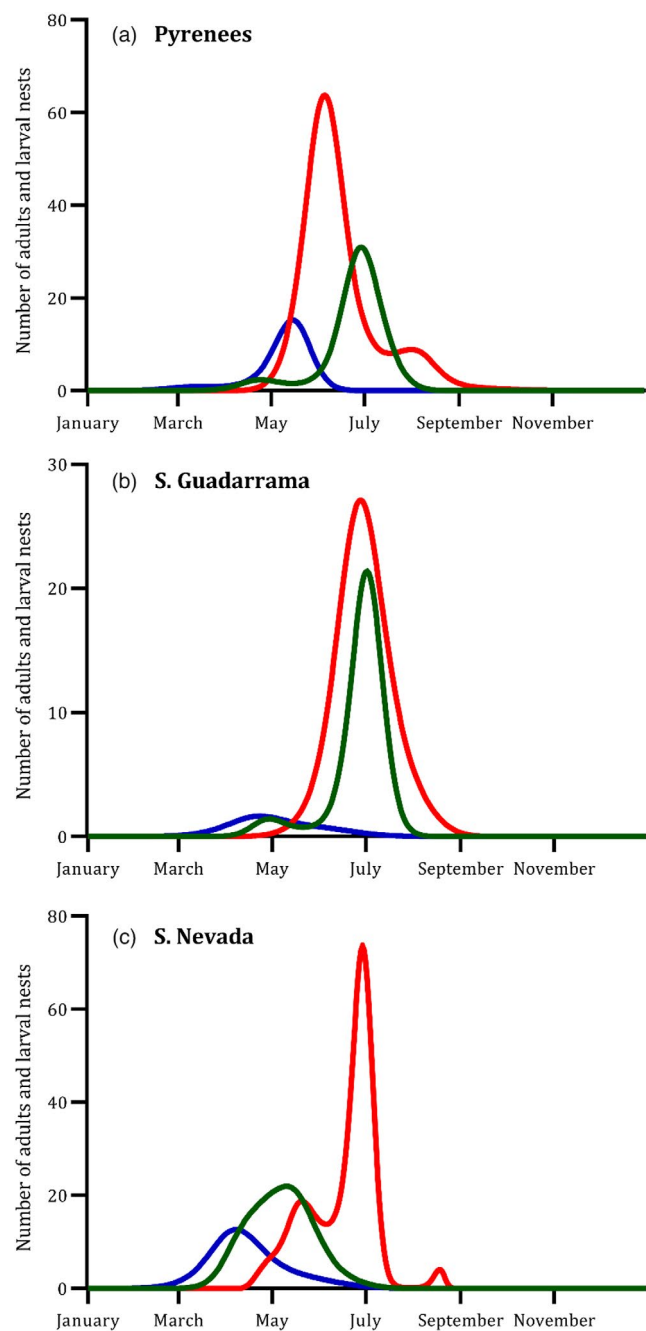 (a) Pyrenees
Number of adults and larval nests
80
60
40
20
0
January March May July September November
(b) S. Guadarrama
Number of adults and larval nests
30
20
10
0
January March May July September November
(c) S. Nevada
Number of adults and larval nests
80
60
40
20
0
January March May July September November